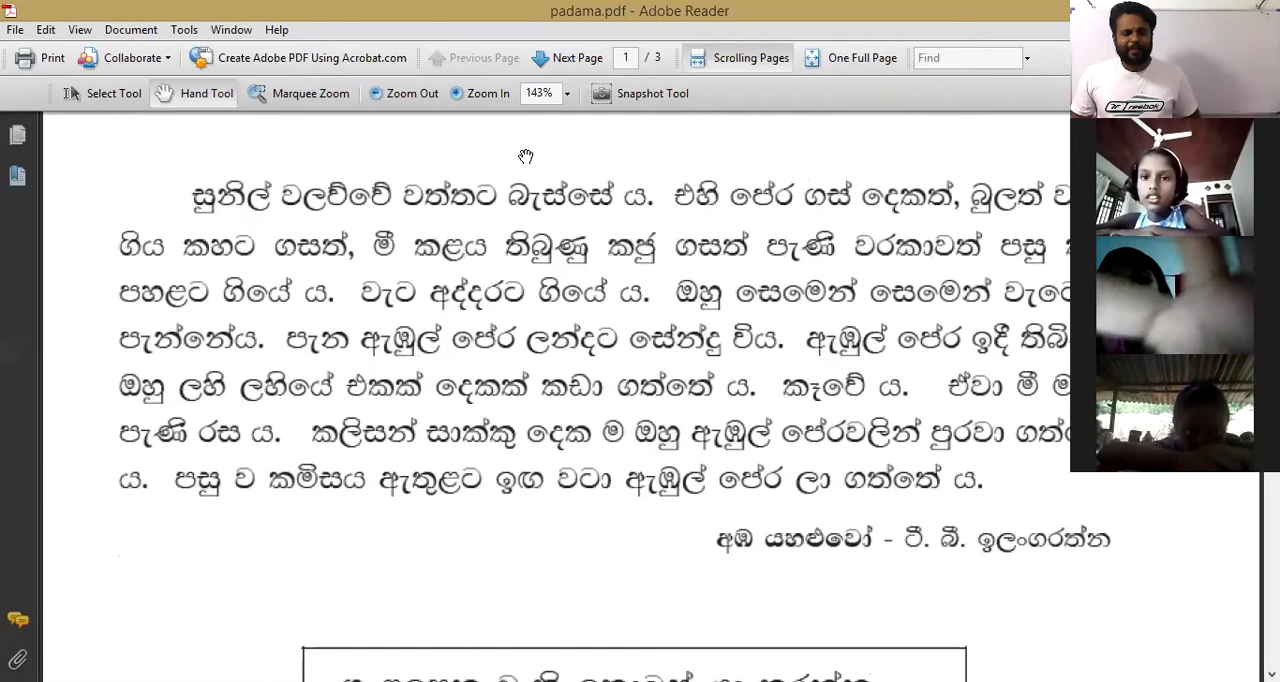 padama.pdf - Adobe Reader
File Edit View Document Tools Window Help
Print Collaborate Create Adobe PDF Using Acrobat.com Previous Page Next Page 1 / 3 Scrolling Pages One Full Page Find
Select Tool Hand Tool Marquee Zoom Zoom Out Zoom In 143% Snapshot Tool
සුනිල් වලව්වේ වත්තට බැස්සේ ය. එහි පේර ගස් දෙකත්, බුලත්
ගිය කහට ගසත්, මී කළය තිබුණු කජු ගසත් පැණි වරකාවත් පසු
පහළට ගියේ ය. වැට අද්දරට ගියේ ය. ඔහු සෙමෙන් සෙමෙන්
පැන්නේය. පැන ඇඹුල් පේර ලන්දට සේන්දු විය. ඇඹුල් පේර ඉදී
ඔහු ලහි ලහියේ එකක් දෙකක් කඩා ගත්තේ ය. කෑවේ ය. ඒවා මී
පැණි රස ය. කලිසන් සාක්කු දෙක ම ඔහු ඇඹුල් පේරවලින් පුරවා
ය. පසු ව කමිසය ඇතුළට ඉඟ වටා ඇඹුල් පේර ලා ගත්තේ ය.
අඹ යහළුවෝ - ටී. බී. ඉලංගරත්න
Reebok